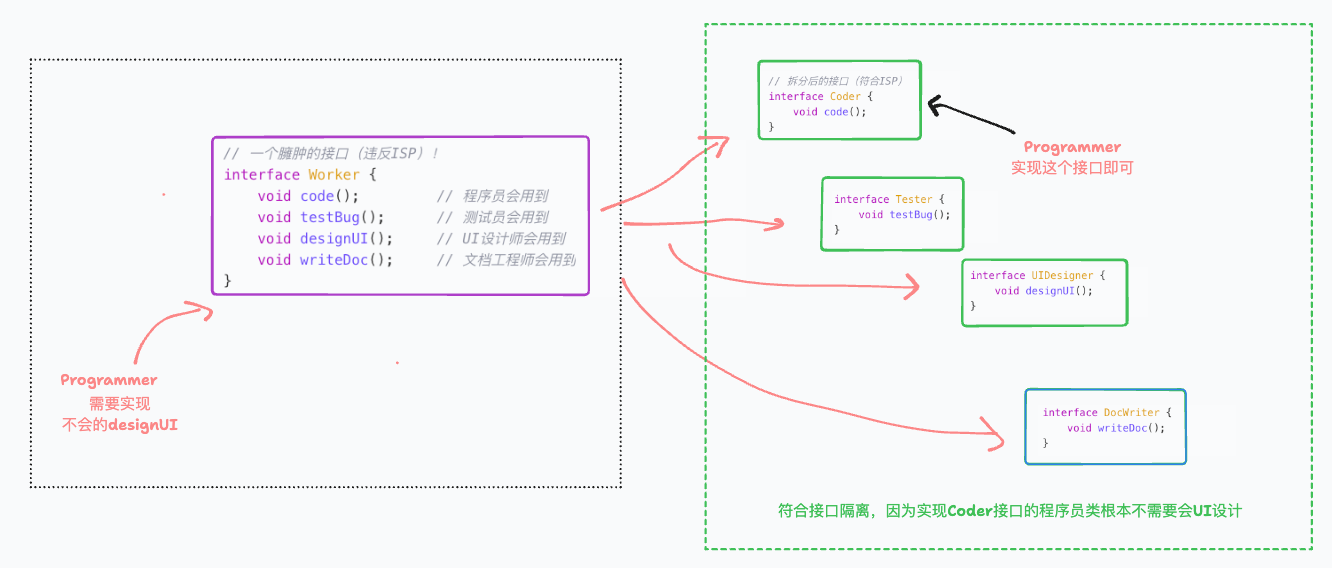 // 一个臃肿的接口（违反ISP）！
interface Worker {
    void code();         // 程序员会用到
    void testBug();      // 测试员会用到
    void designUI();     // UI设计师会用到
    void writeDoc();     // 文档工程师会用到
}
Programmer
需要实现
不会的designUI
// 拆分后的接口（符合ISP）
interface Coder {
    void code();
}
Programmer
实现这个接口即可
interface Tester {
    void testBug();
}
interface UIDesigner {
    void designUI();
}
interface DocWriter {
    void writeDoc();
}
符合接口隔离，因为实现Coder接口的程序员类根本不需要会UI设计